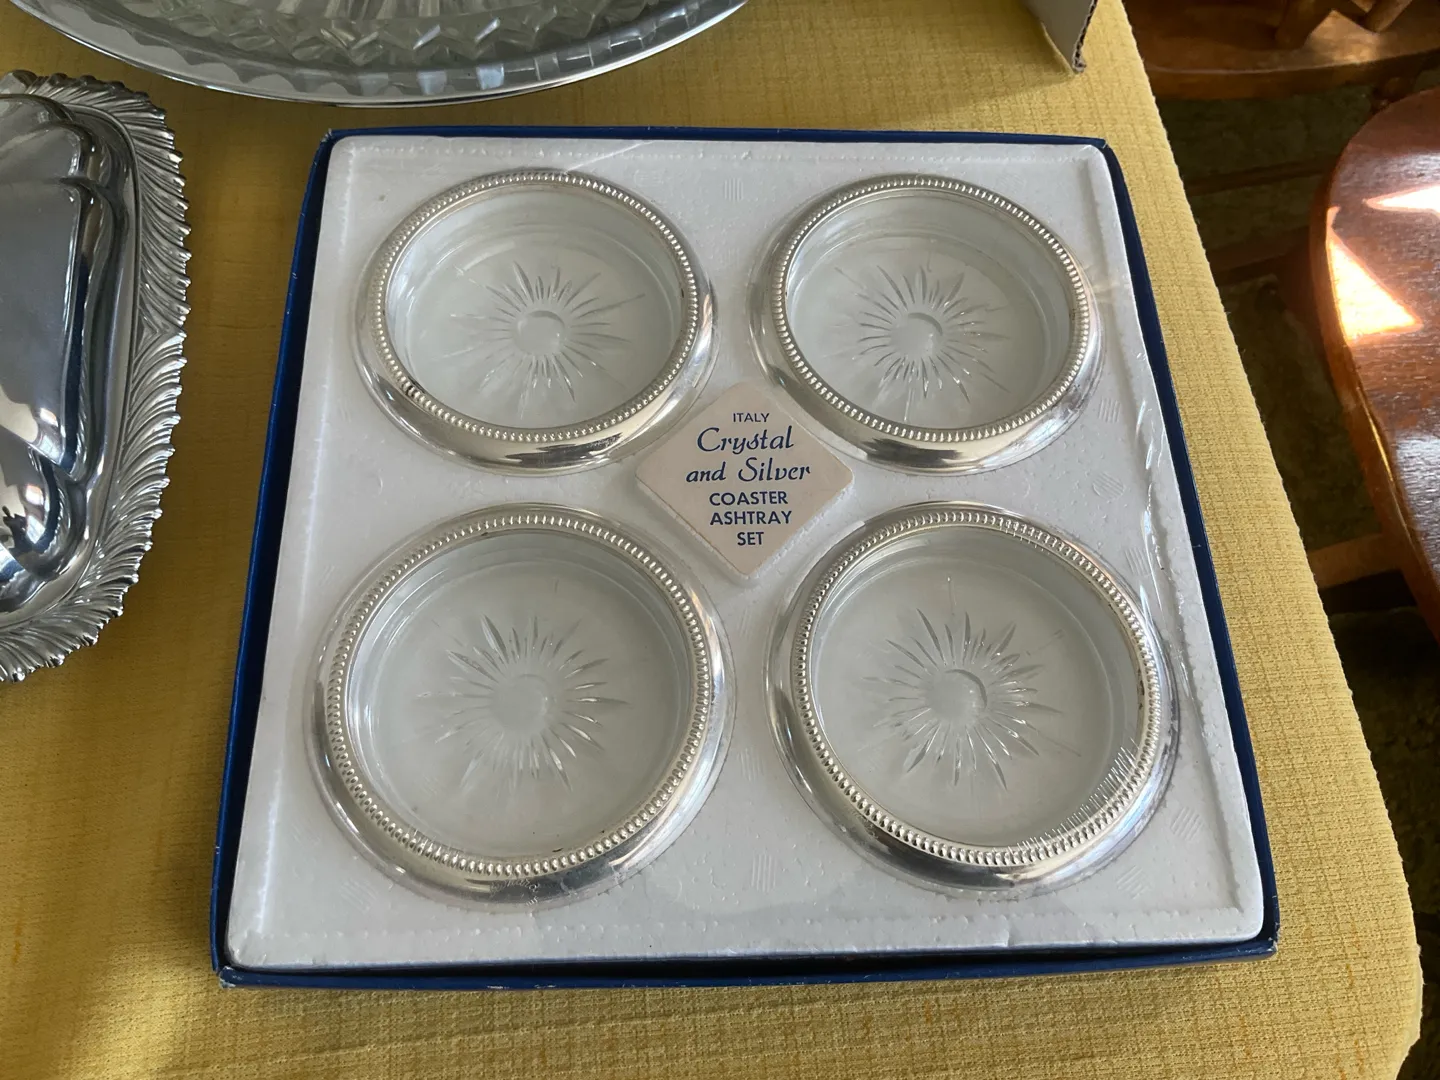 ITALY
Crystal
and Silver
COASTER
ASHTRAY
SET